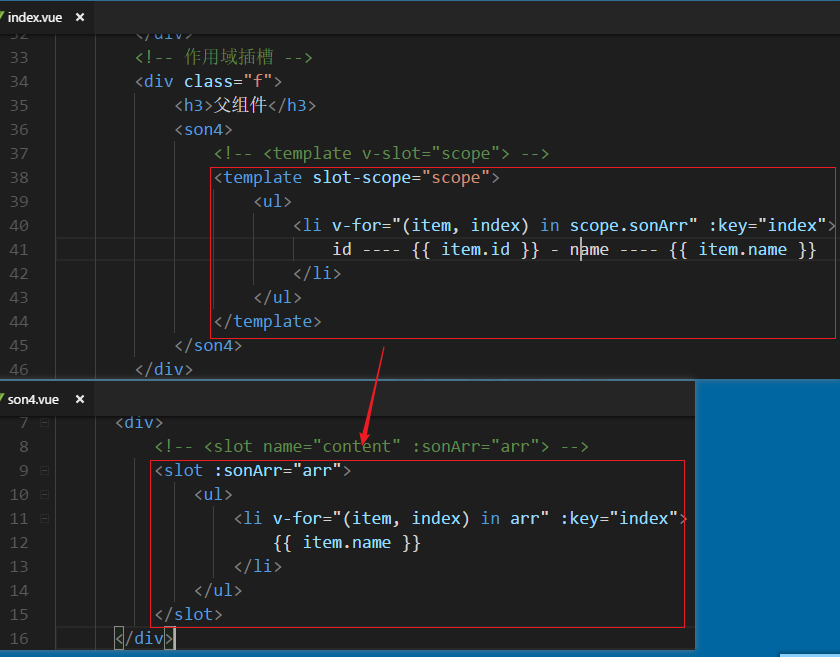 index.vue ×
32 </div>
33 <!-- 作用域插槽 -->
34 <div class="f">
35 <h3>父组件</h3>
36 <son4>
37 <!-- <template v-slot="scope"> -->
38 <template slot-scope="scope">
39 <ul>
40 <li v-for="(item, index) in scope.sonArr" :key="index">
41 id ---- {{ item.id }} - name ---- {{ item.name }}
42 </li>
43 </ul>
44 </template>
45 </son4>
46 </div>
son4.vue ×
7 <div>
8 <!-- <slot name="content" :sonArr="arr"> -->
9 <slot :sonArr="arr">
10 <ul>
11 <li v-for="(item, index) in arr" :key="index">
12 {{ item.name }}
13 </li>
14 </ul>
15 </slot>
16 </div>